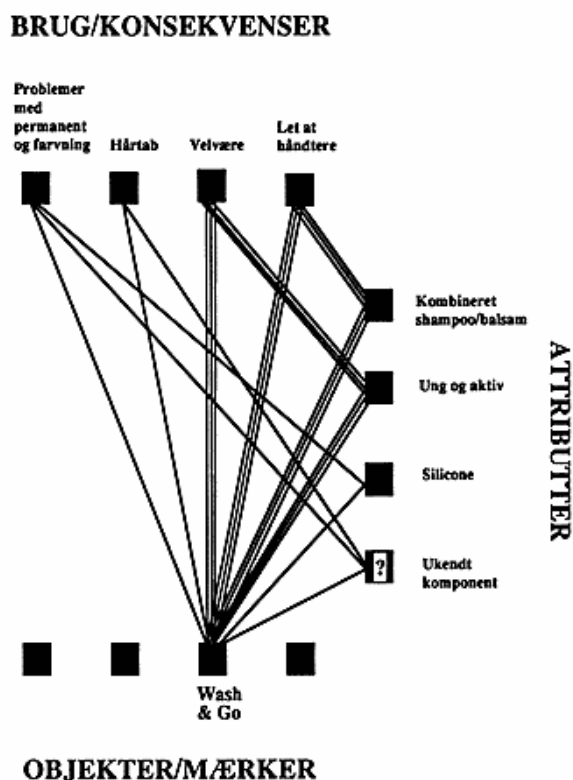 BRUG/KONSEKVENSER
Problemer
med
permanent
og farvning
Hårtab
Velvære
Let at
håndtere
Kombineret
shampoo/balsam
Ung og aktiv
Silicone
?
Ukendt
komponent
ATTRIBUTTER
Wash
& Go
OBJEKTER/MÆRKER